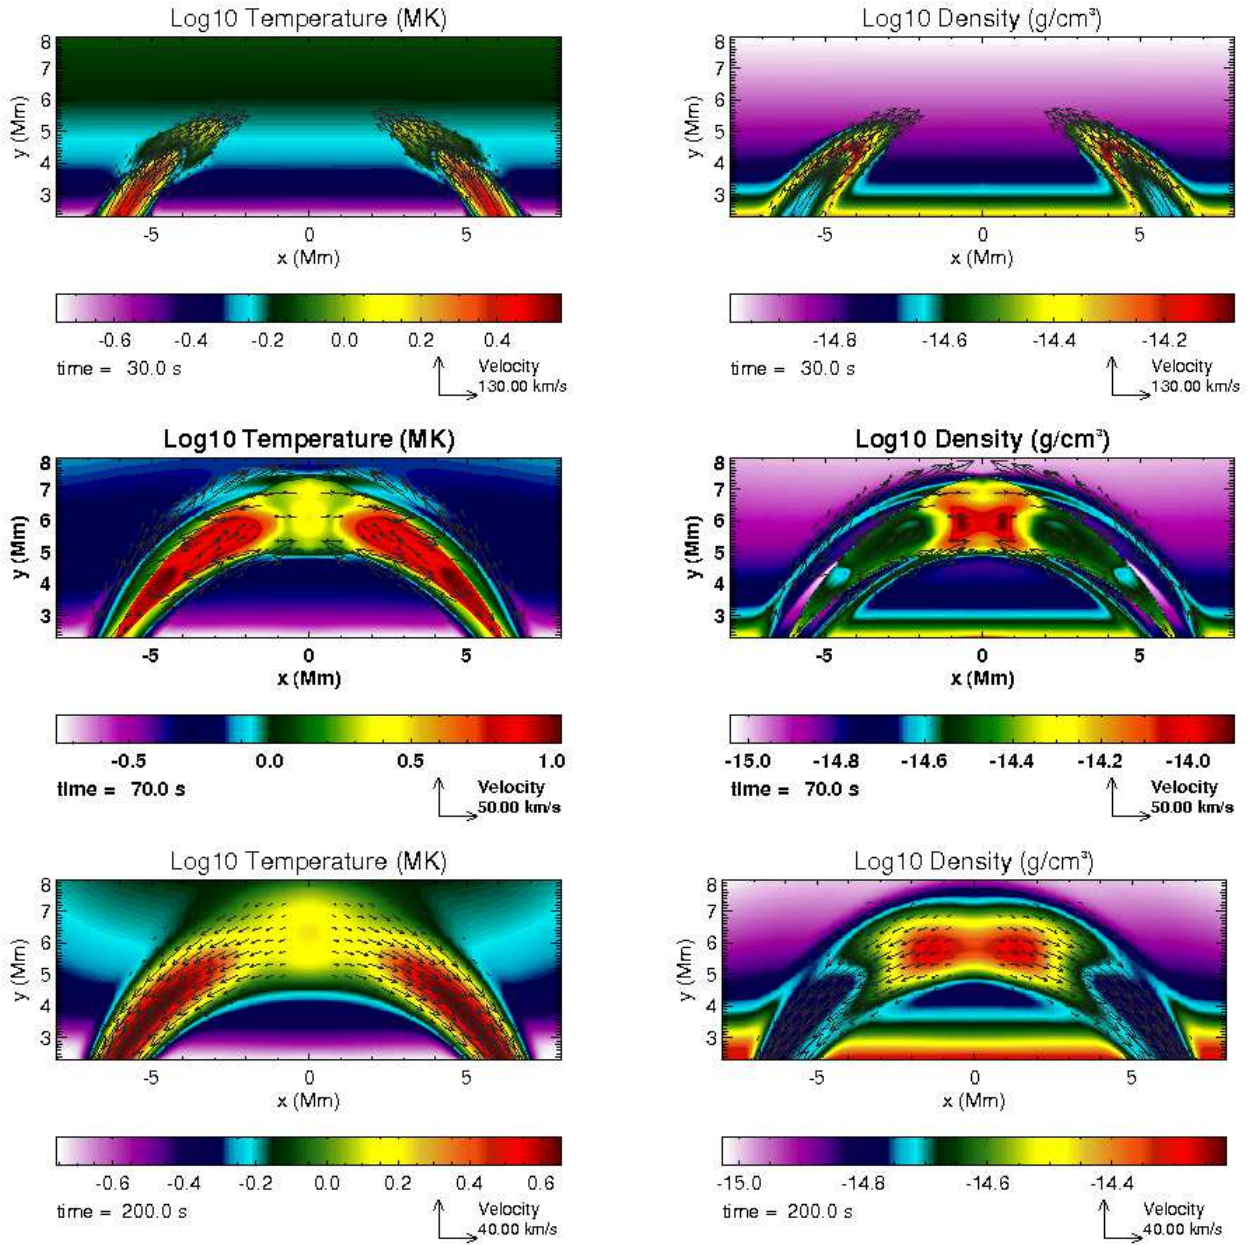 Log10 Temperature (MK)
8
7
6
5
4
3
y (Mm)
-5 0 5
x (Mm)
-0.6 -0.4 -0.2 0.0 0.2 0.4
time = 30.0 s
Velocity
130.00 km/s
Log10 Density (g/cm³)
8
7
6
5
4
3
y (Mm)
-5 0 5
x (Mm)
-14.8 -14.6 -14.4 -14.2
time = 30.0 s
Velocity
130.00 km/s
Log10 Temperature (MK)
8
7
6
5
4
3
y (Mm)
-5 0 5
x (Mm)
-0.5 0.0 0.5 1.0
time = 70.0 s
Velocity
50.00 km/s
Log10 Density (g/cm³)
8
7
6
5
4
3
y (Mm)
-5 0 5
x (Mm)
-15.0 -14.8 -14.6 -14.4 -14.2 -14.0
time = 70.0 s
Velocity
50.00 km/s
Log10 Temperature (MK)
8
7
6
5
4
3
y (Mm)
-5 0 5
x (Mm)
-0.6 -0.4 -0.2 0.0 0.2 0.4 0.6
time = 200.0 s
Velocity
40.00 km/s
Log10 Density (g/cm³)
8
7
6
5
4
3
y (Mm)
-5 0 5
x (Mm)
-15.0 -14.8 -14.6 -14.4
time = 200.0 s
Velocity
40.00 km/s